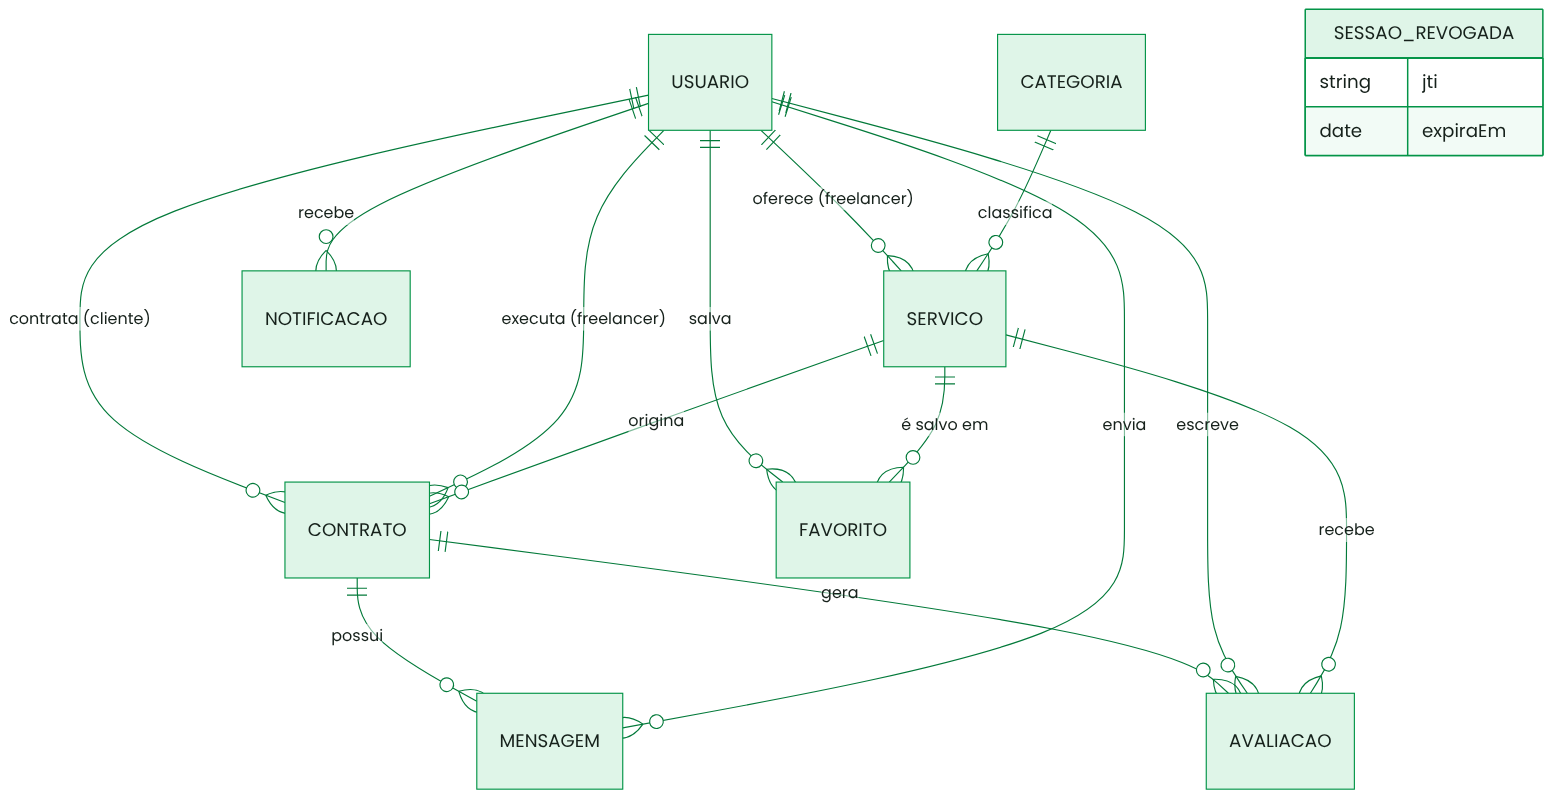 SESSAO_REVOGADA
string jti
date expiraEm
USUARIO
CATEGORIA
oferece (freelancer)
recebe
classifica
NOTIFICACAO
SERVICO
contrata (cliente)
executa (freelancer)
salva
origina
é salvo em
envia
escreve
CONTRATO
FAVORITO
recebe
gera
possui
MENSAGEM
AVALIACAO